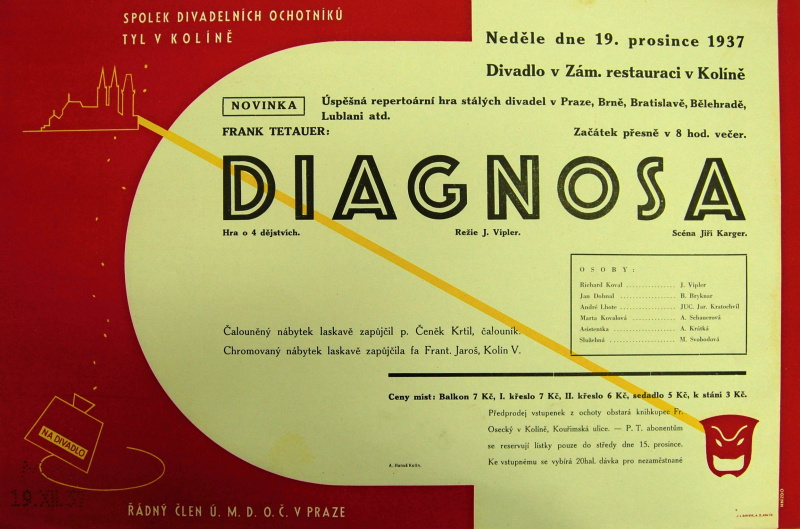 SPOLEK DIVADELNÍCH OCHOTNÍKŮ
TYL V KOLÍNĚ
Neděle dne 19. prosince 1937
Divadlo v Zám. restauraci v Kolíně
NOVINKA
Úspěšná repertoární hra stálých divadel v Praze, Brně, Bratislavě, Bělehradě,
Lublani atd.
FRANK TETAUER:
Začátek přesně v 8 hod. večer.
DIAGNOSA
Hra o 4 dějstvích.
Režie J. Vipler.
Scéna Jiří Karger.
OSOBY:
Richard Koval . . . . . . . . . . . . . . J. Vipler
Jan Dohnal . . . . . . . . . . . . . . B. Bryknar
André Lhote . . . . . . . . . . . . . . JUC. Jar. Kratochvíl
Marta Kovalová . . . . . . . . . . . . . . A. Schauerová
Asistentka . . . . . . . . . . . . . . A. Krátká
Služebná . . . . . . . . . . . . . . M. Svobodová
Čalouněný nábytek laskavě zapůjčil p. Čeněk Krtil, čalouník.
Chromovaný nábytek laskavě zapůjčila fa Frant. Jaroš, Kolín V.
Ceny míst: Balkon 7 Kč, I. křeslo 7 Kč, II. křeslo 6 Kč, sedadlo 5 Kč, k stání 3 Kč.
Předprodej vstupenek z ochoty obstará knihkupec Fr.
Osecký v Kolíně, Kouřimská ulice. — P. T. abonentům
se reservují lístky pouze do středy dne 15. prosince.
Ke vstupnému se vybírá 20hal. dávka pro nezaměstnané
NA DIVADLO
19. XII. 37
ŘÁDNÝ ČLEN Ú. M. D. O. Č. V PRAZE